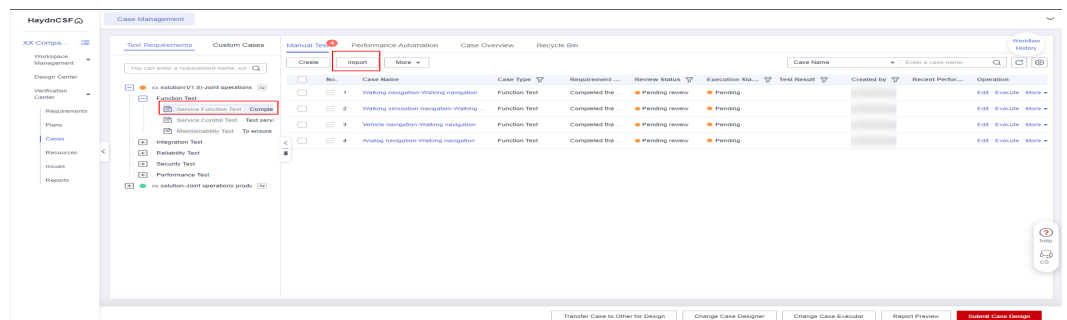 HaydnCSF
Case Management
XX Compa...
Workspace Management
Design Center
Verification Center
Requirements
Plans
Cases
Resources
Issues
Reports
Test Requirements Custom Cases
You can enter a requirement name, cas
xx solution(V1.0)-Joint operations
Function Test
Service Function Test Comple
Service Control Test Test servi
Maintainability Test To ensure
Integration Test
Reliability Test
Security Test
Performance Test
xx solution-Joint operations produ
Manual Test 4 Performance Automation Case Overview Recycle Bin
Workflow History
Create Import More Case Name Enter a case name.
No. Case Name Case Type Requirement ... Review Status Execution Sta... Test Result Created by Recent Perfor... Operation
1 Walking navigation-Walking navigation Function Test Completed the ... Pending review Pending Edit Execute More
2 Walking simulation navigation-Walking ... Function Test Completed the ... Pending review Pending Edit Execute More
3 Vehicle navigation-Walking navigation Function Test Completed the ... Pending review Pending Edit Execute More
4 Analog navigation-Walking navigation Function Test Completed the ... Pending review Pending Edit Execute More
help
CS
Transfer Case to Other for Design Change Case Designer Change Case Executor Report Preview Submit Case Design